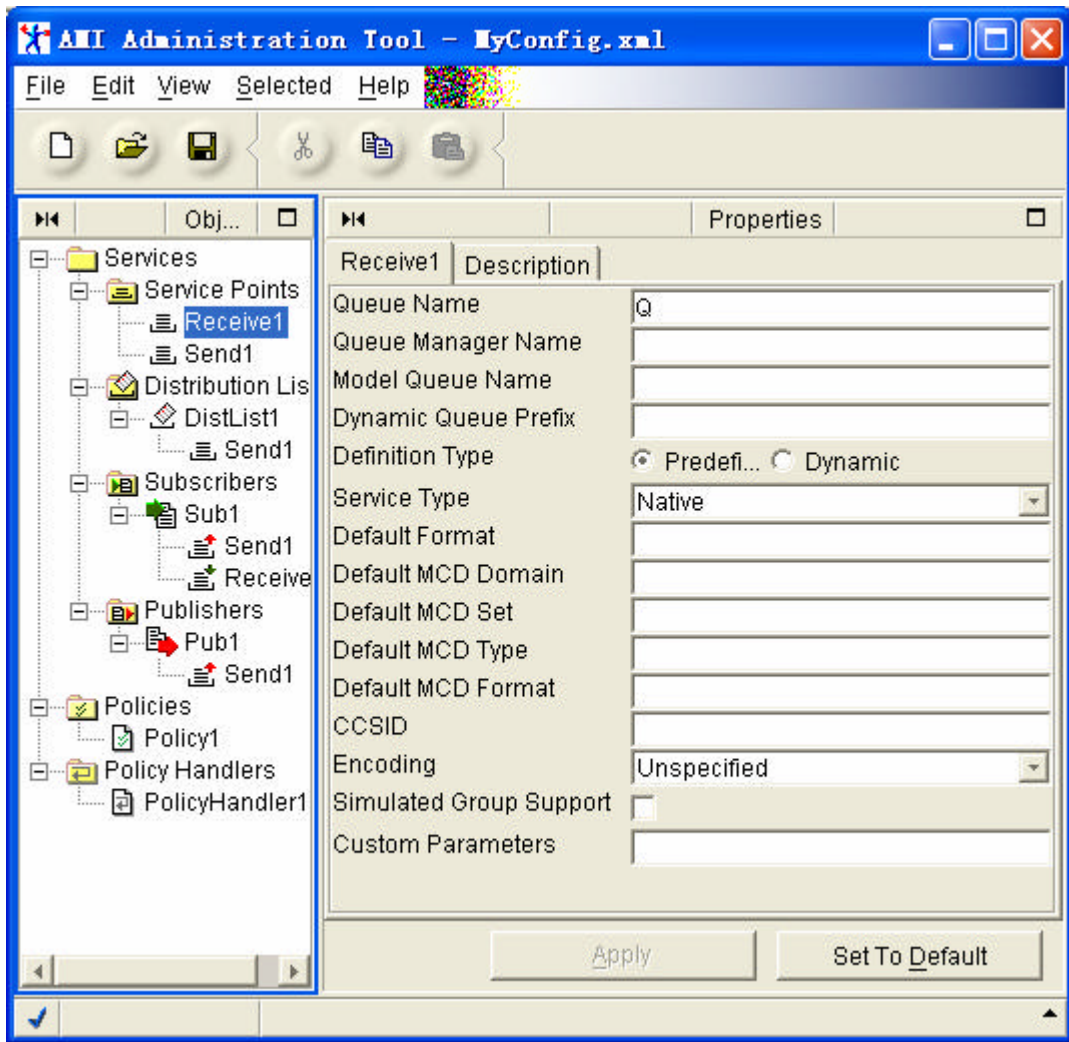 AMI Administration Tool - MyConfig.xml
File Edit View Selected Help
Obj...
Services
Service Points
Receive1
Send1
Distribution Lis
DistList1
Send1
Subscribers
Sub1
Send1
Receive
Publishers
Pub1
Send1
Policies
Policy1
Policy Handlers
PolicyHandler1
Properties
Receive1 Description
Queue Name Q
Queue Manager Name
Model Queue Name
Dynamic Queue Prefix
Definition Type Predefi... Dynamic
Service Type Native
Default Format
Default MCD Domain
Default MCD Set
Default MCD Type
Default MCD Format
CCSID
Encoding Unspecified
Simulated Group Support
Custom Parameters
Apply Set To Default